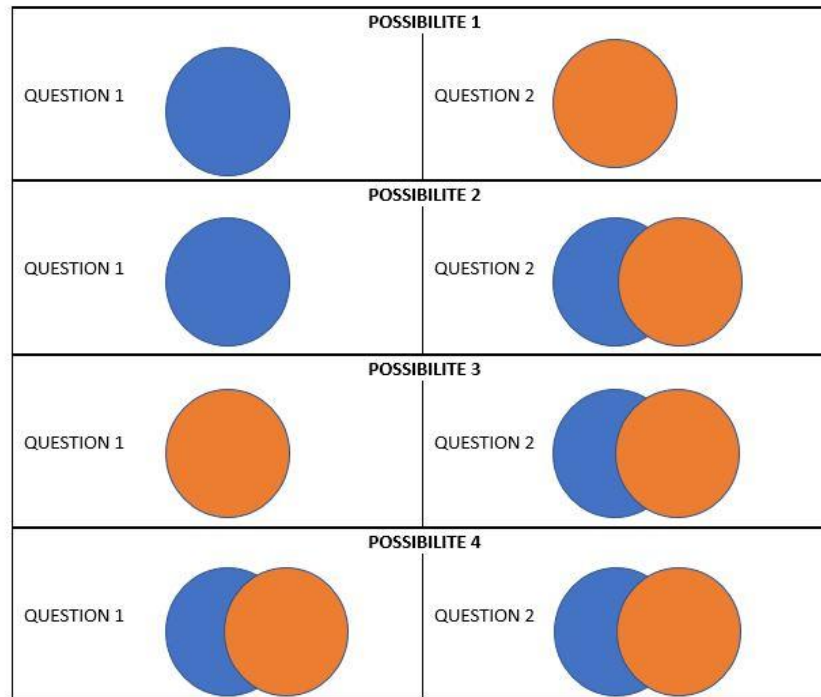 POSSIBILITE 1
QUESTION 1
QUESTION 2
POSSIBILITE 2
QUESTION 1
QUESTION 2
POSSIBILITE 3
QUESTION 1
QUESTION 2
POSSIBILITE 4
QUESTION 1
QUESTION 2